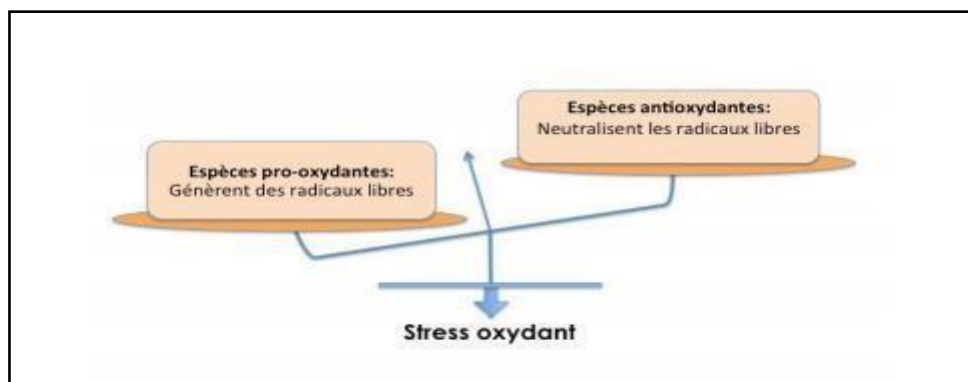 Espèces antioxydantes:
Neutralisent les radicaux libres
Espèces pro-oxydantes:
Génèrent des radicaux libres
Stress oxydant